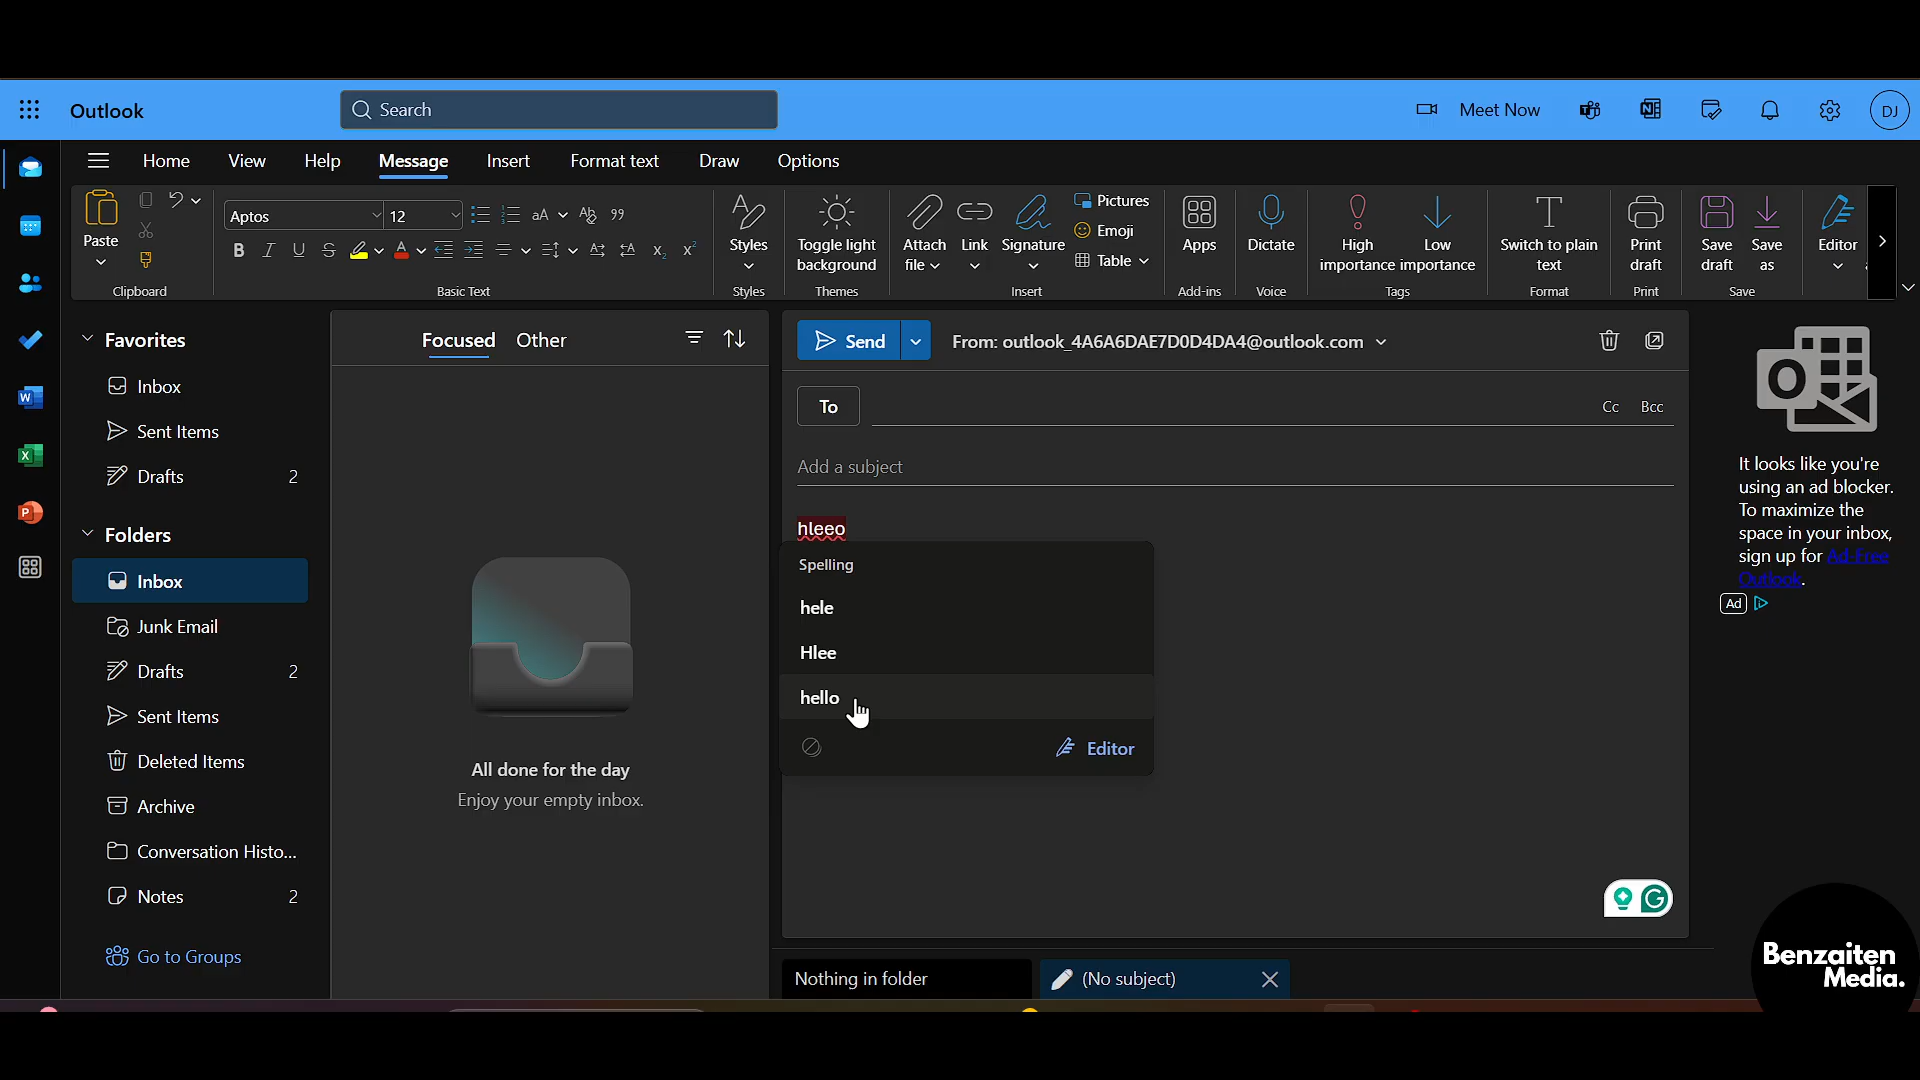 Outlook
Search
Meet Now
DJ
Home View Help Message Insert Format text Draw Options
Paste
Clipboard
Aptos 12
Basic Text
Styles
Styles
Toggle light background
Themes
Attach file
Link
Signature
Pictures
Emoji
Table
Insert
Apps
Add-ins
Dictate
Voice
High importance
Low importance
Tags
Switch to plain text
Format
Print draft
Print
Save draft
Save as
Save
Editor
Favorites
Inbox
Sent Items
Drafts 2
Folders
Inbox
Junk Email
Drafts 2
Sent Items
Deleted Items
Archive
Conversation Histo...
Notes 2
Go to Groups
Focused Other
All done for the day
Enjoy your empty inbox.
Send
From: outlook_4A6A6DAE7D0D4DA4@outlook.com
To
Cc Bcc
Add a subject
hleeo
Spelling
hele
Hlee
hello
Editor
Nothing in folder
(No subject)
It looks like you're
using an ad blocker.
To maximize the
space in your inbox,
sign up for Ad-Free
Outlook.
Ad
Benzaiten
Media.